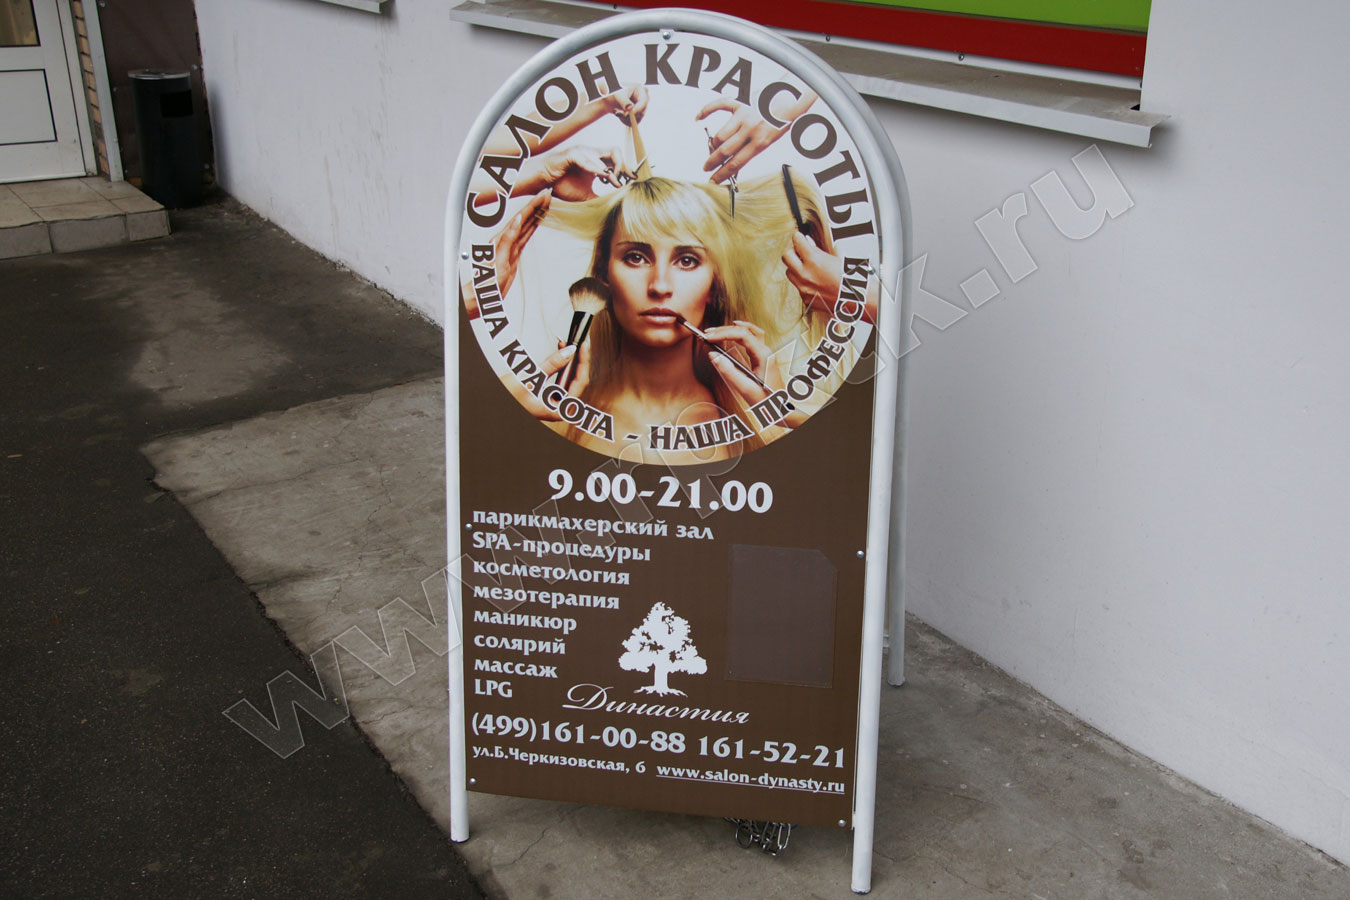 САЛОН КРАСОТЫ
ВАША КРАСОТА - НАША ПРОФЕССИЯ
9.00-21.00
парикмахерский зал
SPA-процедуры
косметология
мезотерапия
маникюр
солярий
массаж
LPG
Династия
(499)161-00-88 161-52-21
ул.Б.Черкизовская, 6 www.salon-dynasty.ru